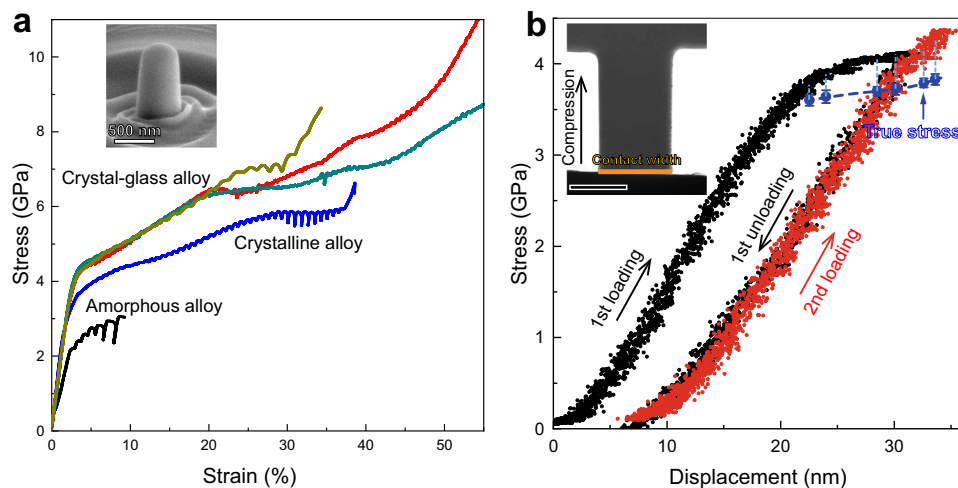 a
10
8
6
4
2
0
0
10
20
30
40
50
Stress (GPa)
Strain (%)
500 nm
Crystal-glass alloy
Crystalline alloy
Amorphous alloy
b
4
3
2
1
0
0
10
20
30
Stress (GPa)
Displacement (nm)
Compression
Contact width
True stress
1st loading
1st unloading
2nd loading